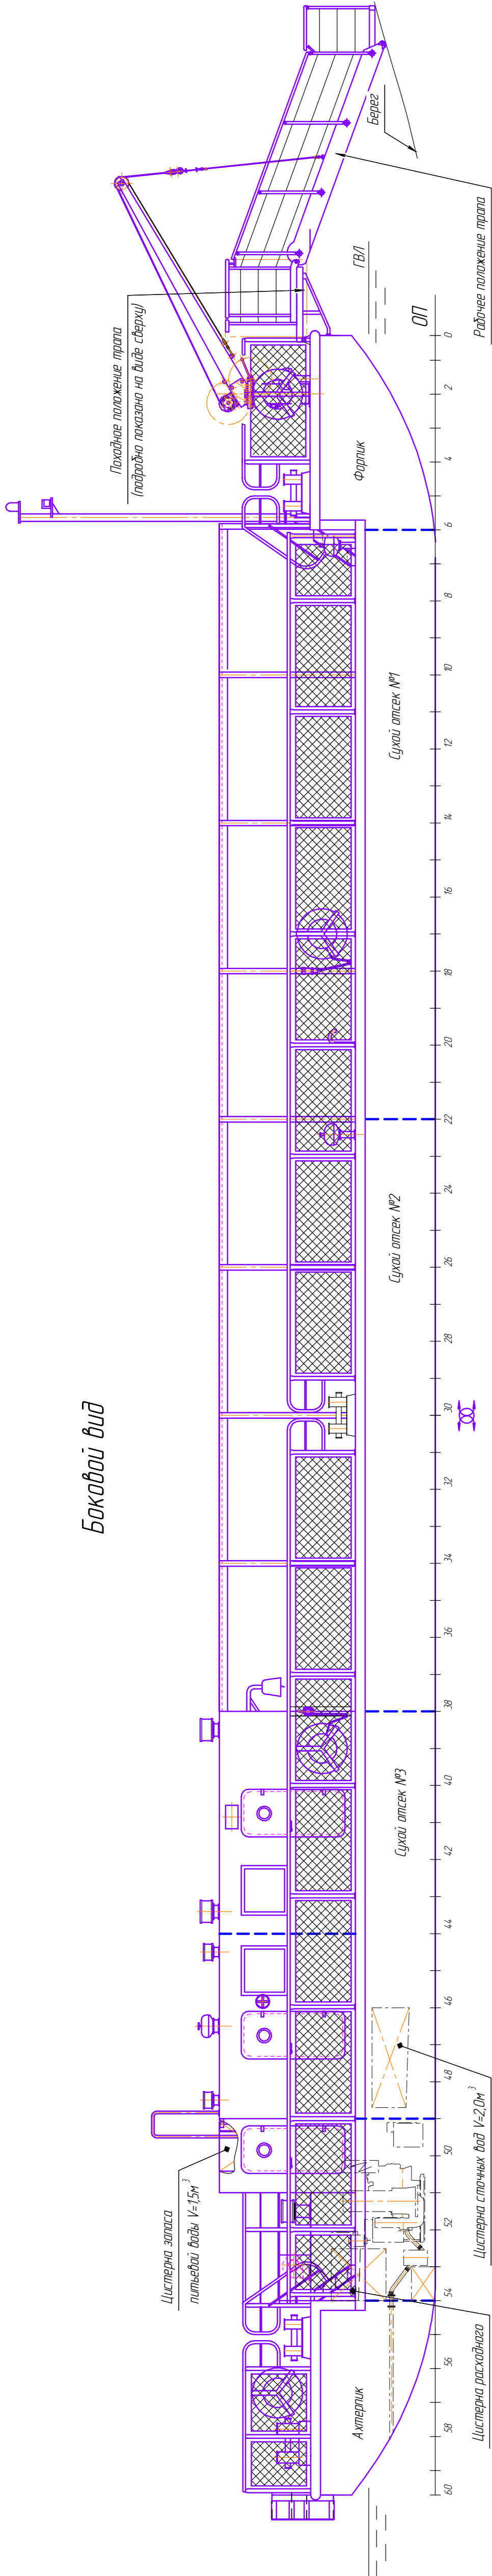 Боковой вид
Походное положение трапа
(подробно показано на виде сверху)
Берег
ГВЛ
ОП
Рабочее положение трапа
Форпик
Сухой отсек №1
Сухой отсек №2
Сухой отсек №3
Цистерна запаса
питьевой воды V=1,5м³
Цистерна сточных вод V=2,0м³
Цистерна расходного
Ахтерпик
60 58 56 54 52 50 48 46 44 42 40 38 36 34 32 30 28 26 24 22 20 18 16 14 12 10 8 6 4 2 0